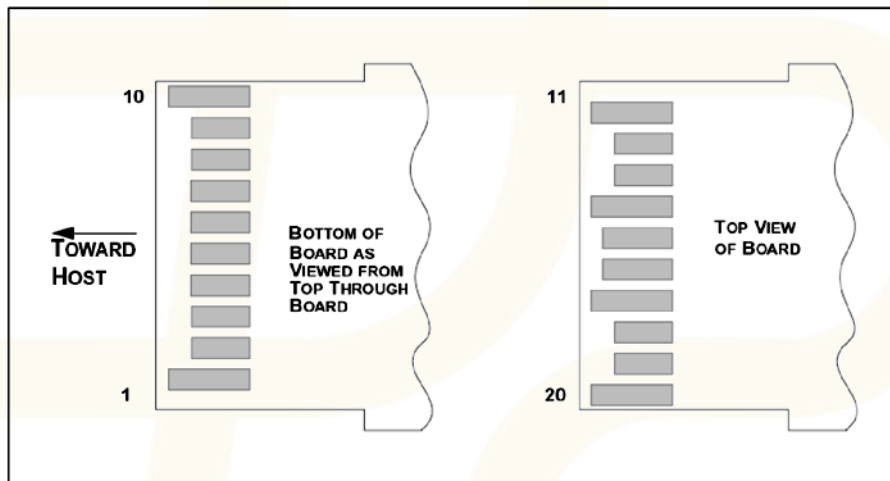 10
1
TOWARD
HOST
BOTTOM OF
BOARD AS
VIEWED FROM
TOP THROUGH
BOARD
11
20
TOP VIEW
OF BOARD